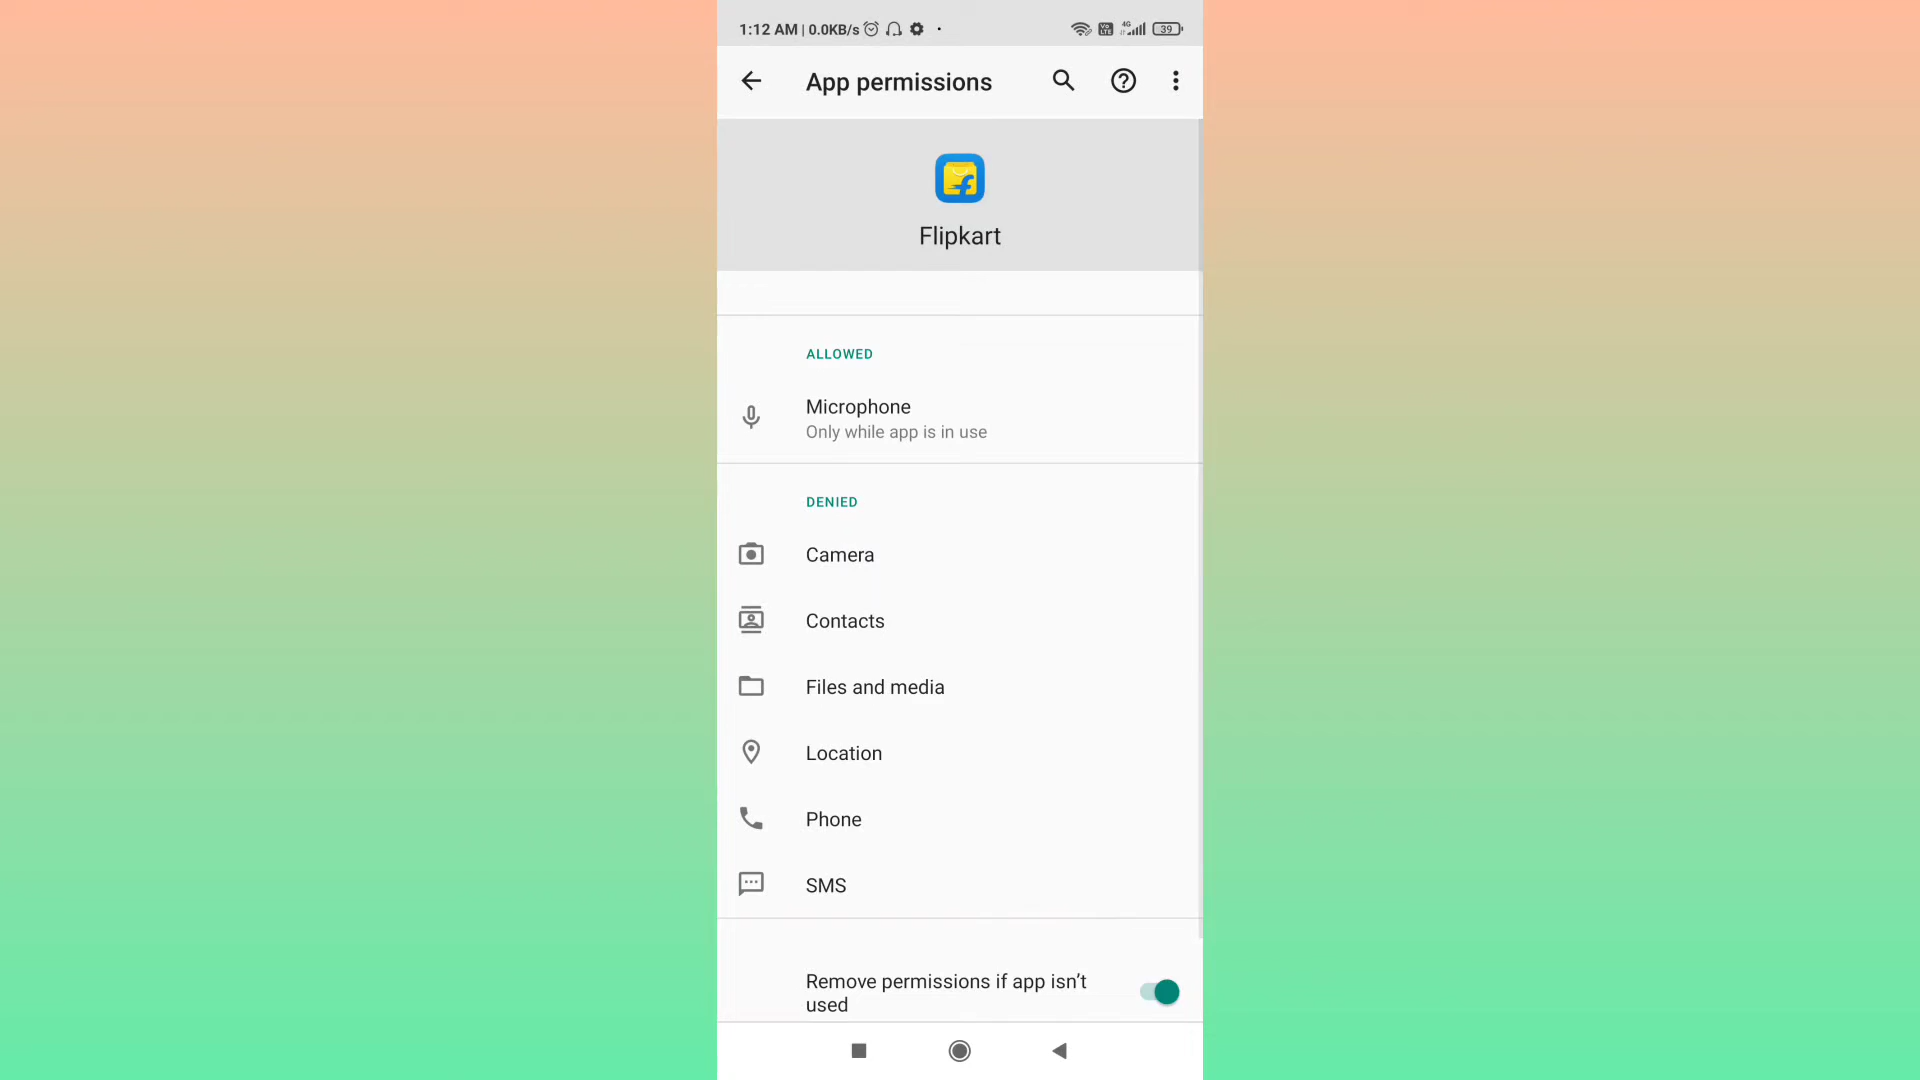 1:12 AM | 0.0KB/s
4G
39
App permissions
Flipkart
ALLOWED
Microphone
Only while app is in use
DENIED
Camera
Contacts
Files and media
Location
Phone
SMS
Remove permissions if app isn’t
used